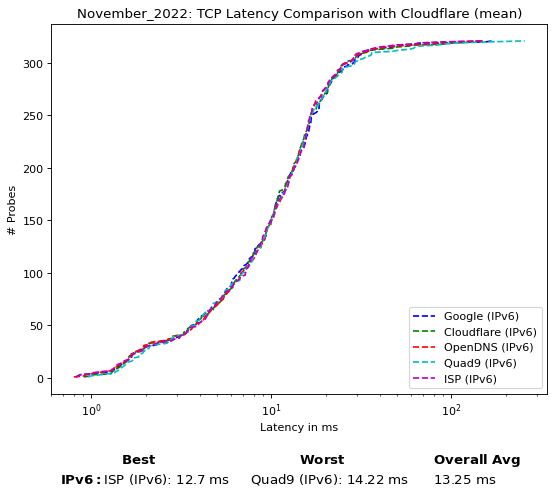 November_2022: TCP Latency Comparison with Cloudflare (mean)
# Probes
300
250
200
150
100
50
0
Google (IPv6)
Cloudflare (IPv6)
OpenDNS (IPv6)
Quad9 (IPv6)
ISP (IPv6)
10⁰ 10¹ 10²
Latency in ms
Best Worst Overall Avg
IPv6: ISP (IPv6): 12.7 ms Quad9 (IPv6): 14.22 ms 13.25 ms